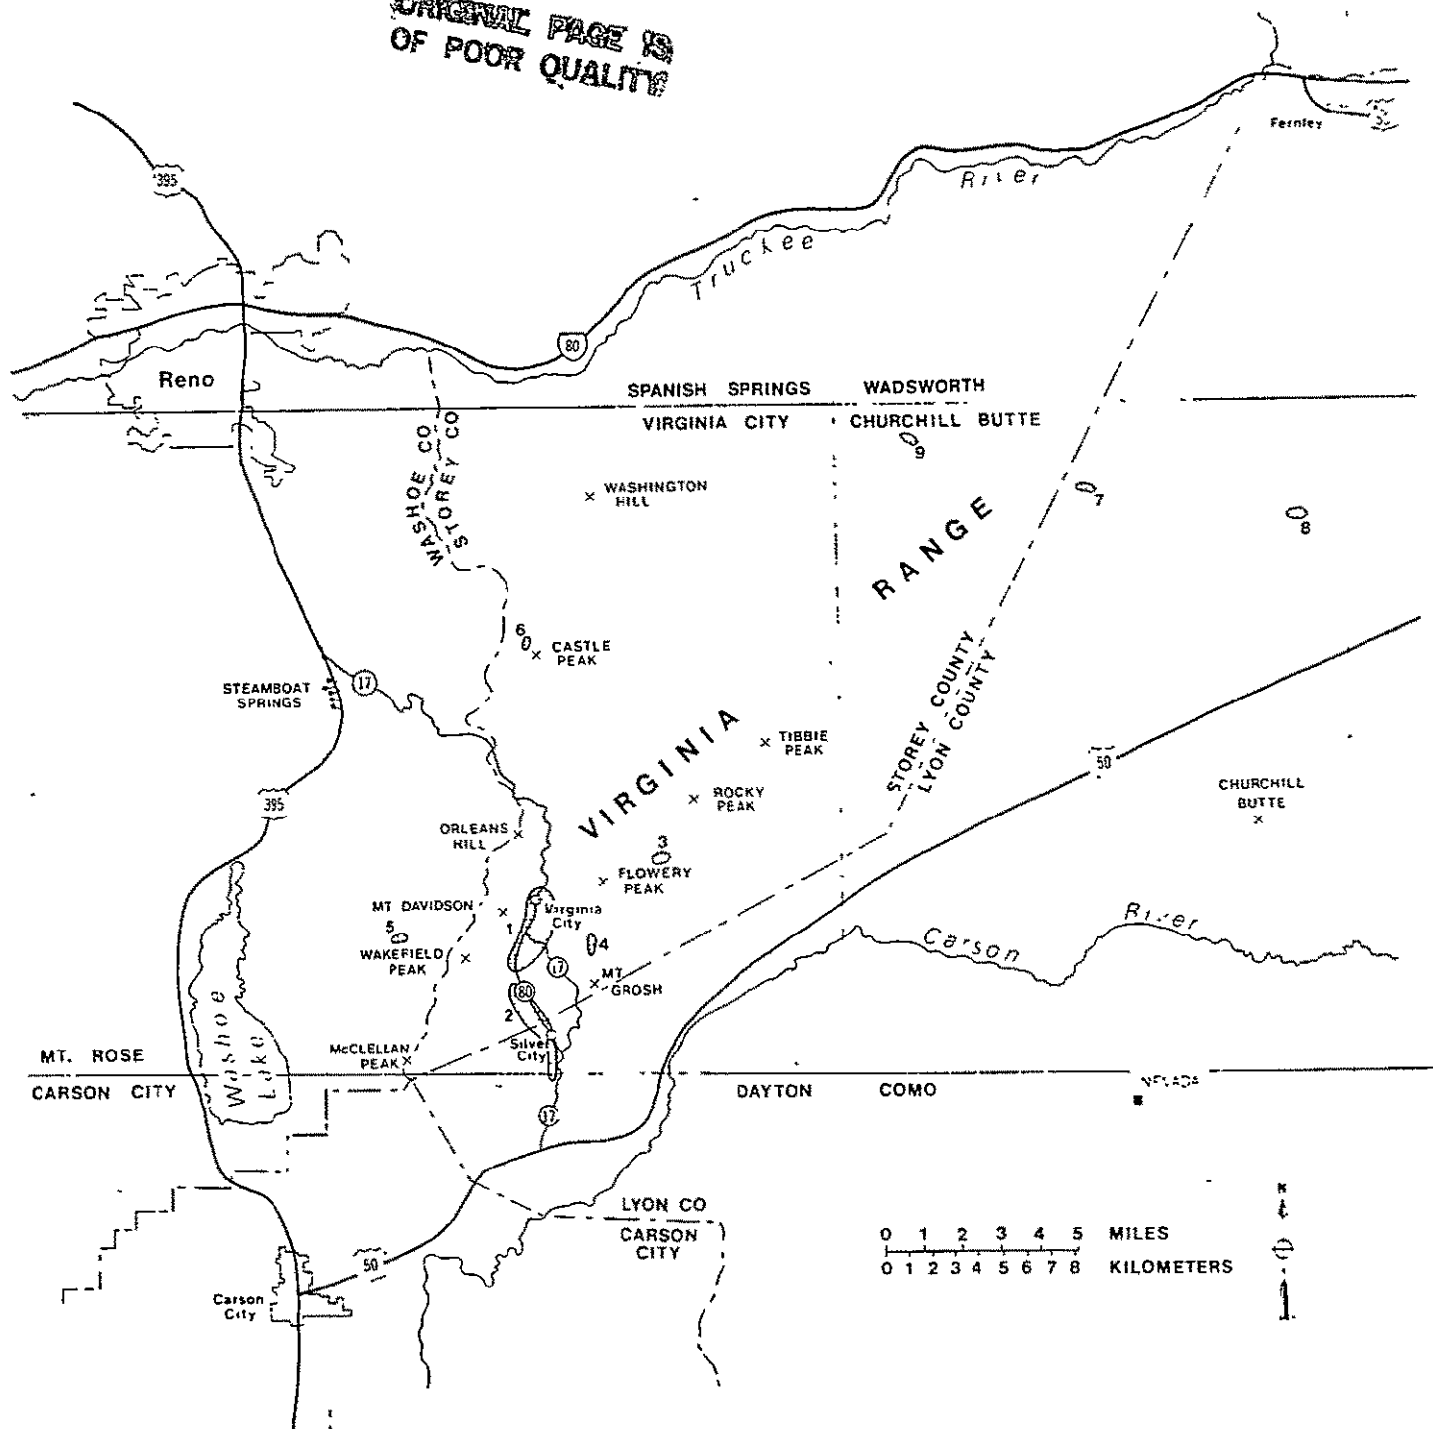 ORIGINAL PAGE IS
OF POOR QUALITY
395
Fernley
River
Truckee
80
Reno
SPANISH SPRINGS
WADSWORTH
VIRGINIA CITY
CHURCHILL BUTTE
9
WASHOE CO
STOREY CO
WASHINGTON
HILL
7
8
RANGE
6
CASTLE
PEAK
STEAMBOAT
SPRINGS
17
STOREY COUNTY
LYON COUNTY
VIRGINIA
TIBBIE
PEAK
50
ROCKY
PEAK
CHURCHILL
BUTTE
395
ORLEANS
HILL
3
FLOWERY
PEAK
MT DAVIDSON
1
Virginia
City
5
WAKEFIELD
PEAK
4
17
MT
GROSH
River
Carson
80
2
Washoe
Lake
Silver
City
McCLELLAN
PEAK
MT. ROSE
CARSON CITY
DAYTON
COMO
NEVADA
17
LYON CO
CARSON
CITY
50
Carson
City
N
0 1 2 3 4 5 MILES
0 1 2 3 4 5 6 7 8 KILOMETERS